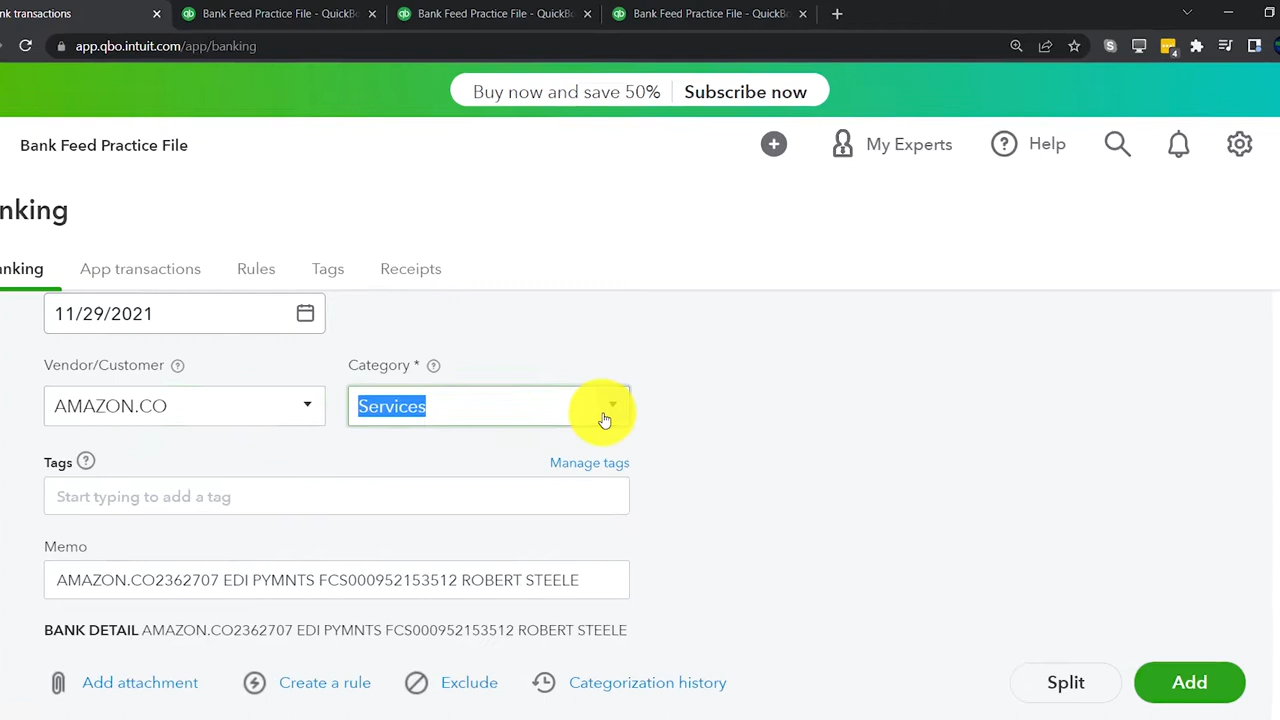 nk transactions
Bank Feed Practice File - QuickBo
Bank Feed Practice File - QuickBo
Bank Feed Practice File - QuickBo
app.qbo.intuit.com/app/banking
4
Buy now and save 50% Subscribe now
Bank Feed Practice File
My Experts
Help
nking
nking
App transactions
Rules
Tags
Receipts
11/29/2021
Vendor/Customer
Category *
AMAZON.CO
Services
Tags
Manage tags
Start typing to add a tag
Memo
AMAZON.CO2362707 EDI PYMNTS FCS000952153512 ROBERT STEELE
BANK DETAIL AMAZON.CO2362707 EDI PYMNTS FCS000952153512 ROBERT STEELE
Add attachment
Create a rule
Exclude
Categorization history
Split
Add